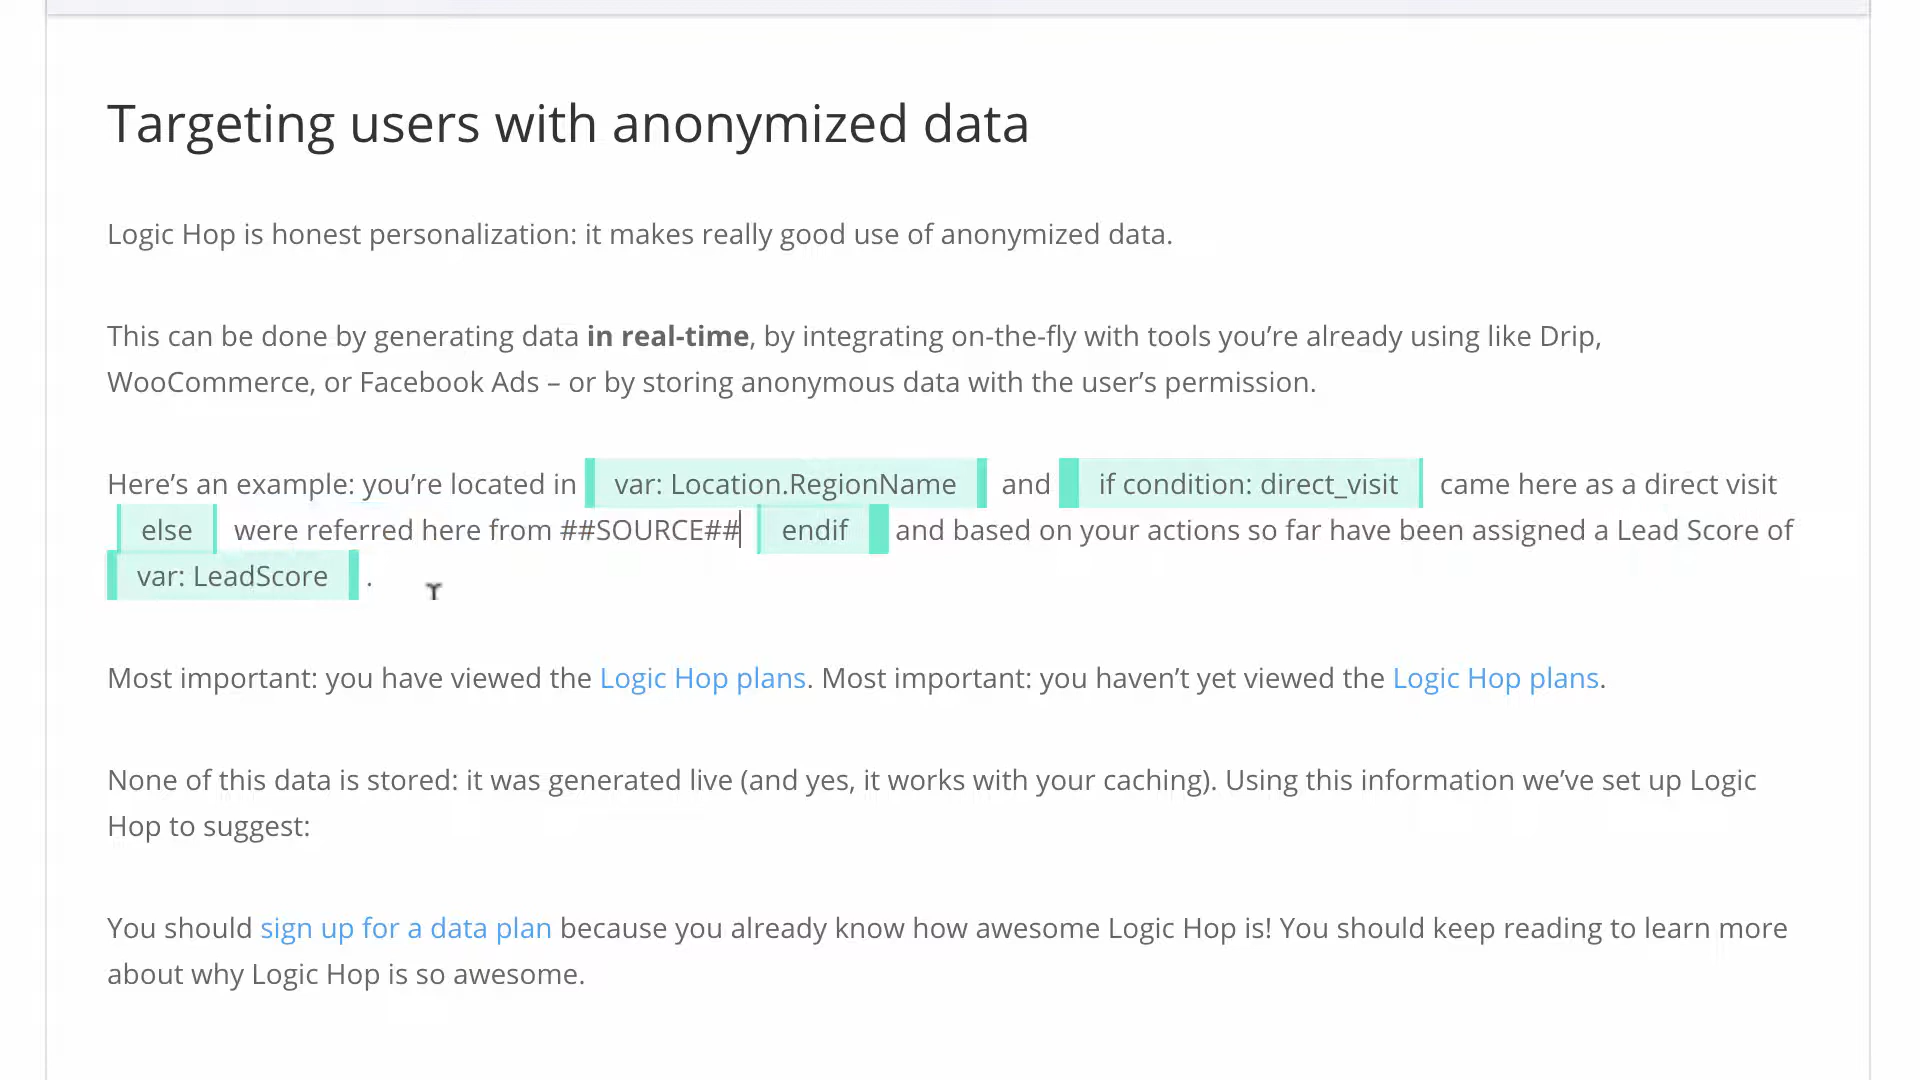 Targeting users with anonymized data
Logic Hop is honest personalization: it makes really good use of anonymized data.
This can be done by generating data in real-time, by integrating on-the-fly with tools you’re already using like Drip,
WooCommerce, or Facebook Ads – or by storing anonymous data with the user’s permission.
Here’s an example: you’re located in var: Location.RegionName and if condition: direct_visit came here as a direct visit
else were referred here from ##SOURCE## endif and based on your actions so far have been assigned a Lead Score of
var: LeadScore .
Most important: you have viewed the Logic Hop plans. Most important: you haven’t yet viewed the Logic Hop plans.
None of this data is stored: it was generated live (and yes, it works with your caching). Using this information we’ve set up Logic
Hop to suggest:
You should sign up for a data plan because you already know how awesome Logic Hop is! You should keep reading to learn more
about why Logic Hop is so awesome.